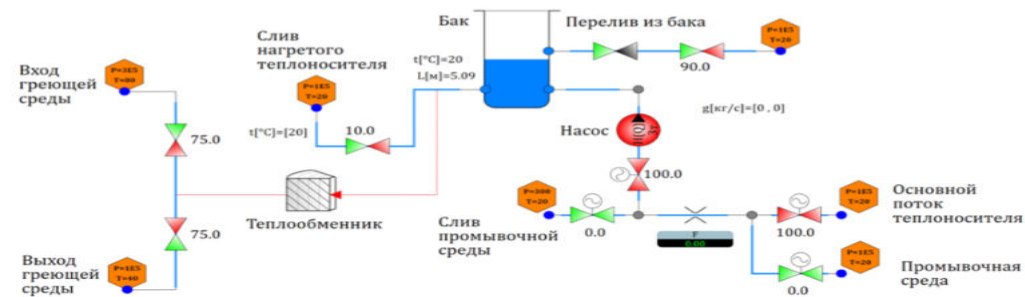 Бак
Перелив из бака
P=1E5
T=20
90.0
Слив
нагретого
теплоносителя
t[°C]=20
L[м]=5.09
Вход
греющей
среды
P=3E5
T=80
P=1E5
T=20
75.0
t[°C]=[20]
10.0
g[кг/с]=[0 , 0]
Насос
100.0
Теплообменник
P=300
T=20
Слив
промывочной
среды
0.0
F
0.00
P=1E5
T=20
100.0
Основной
поток
теплоносителя
75.0
Выход
греющей
среды
P=1E5
T=40
P=1E5
T=20
0.0
Промывочная
среда